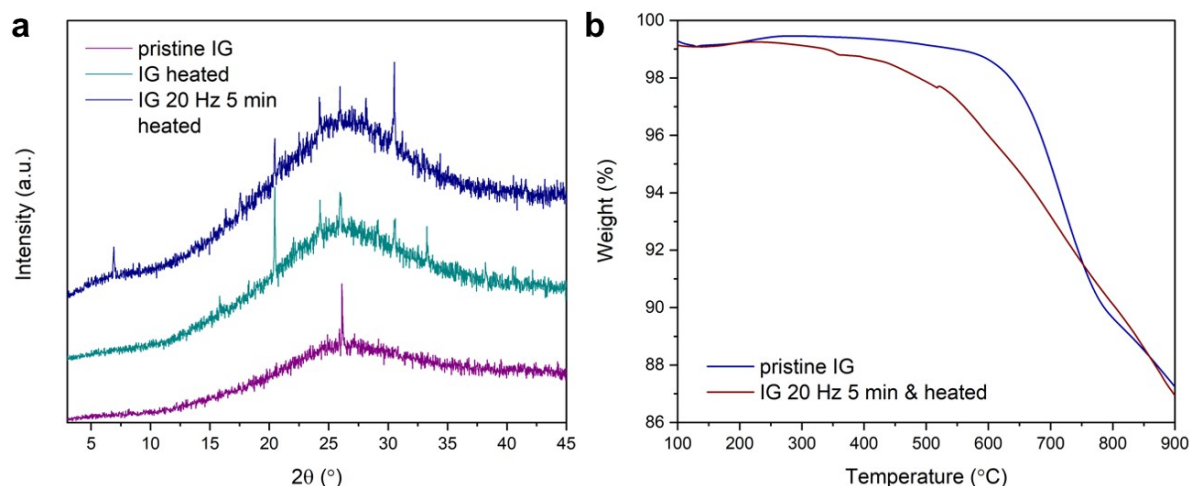 a
pristine IG
IG heated
IG 20 Hz 5 min
heated
Intensity (a.u.)
5 10 15 20 25 30 35 40 45
2θ (°)
b
100
98
96
94
92
90
88
86
Weight (%)
pristine IG
IG 20 Hz 5 min & heated
100 200 300 400 500 600 700 800 900
Temperature (°C)